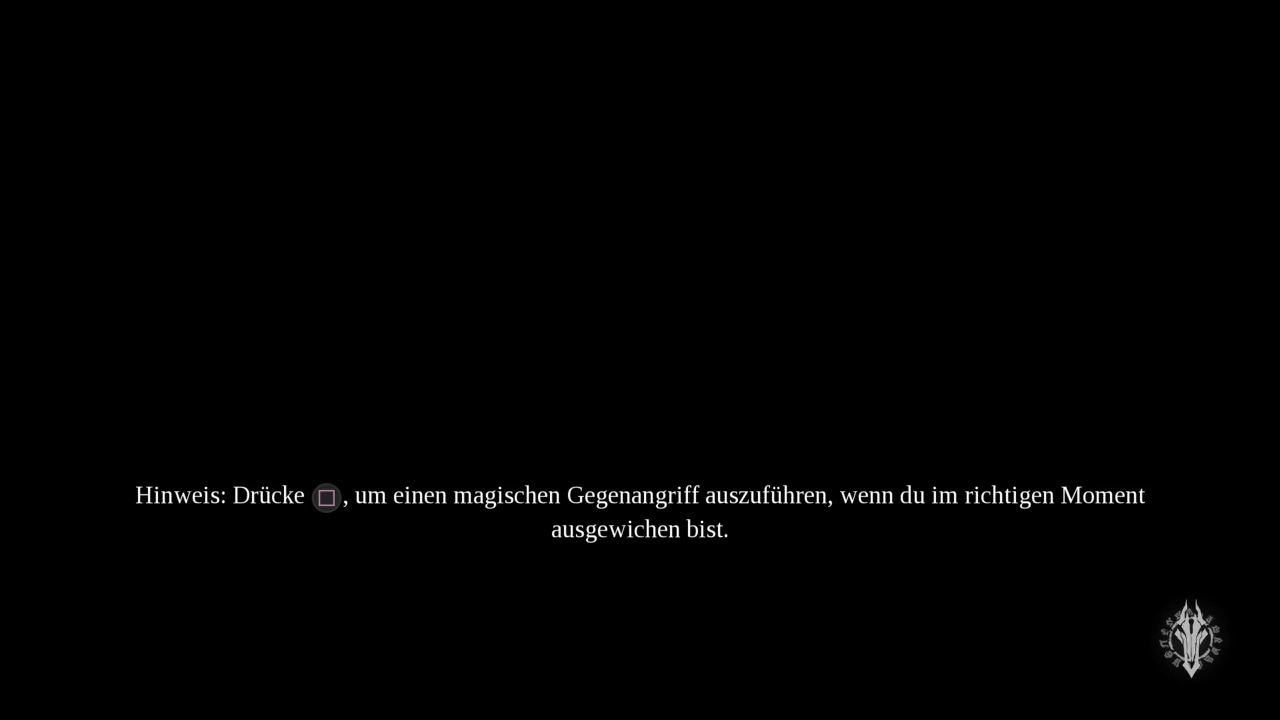 Hinweis: Drücke □, um einen magischen Gegenangriff auszuführen, wenn du im richtigen Moment
ausgewichen bist.